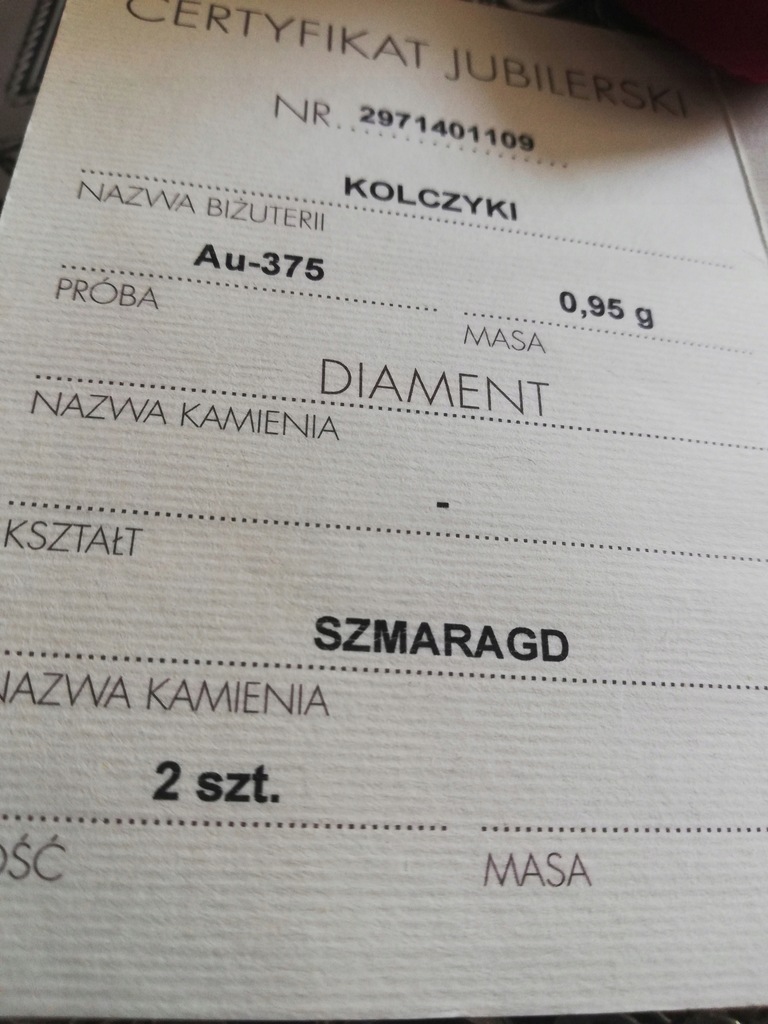 CERTYFIKAT JUBILERSKI
NR. 2971401109
KOLCZYKI
NAZWA BIŻUTERII
Au-375 0,95 g
PRÓBA MASA
DIAMENT
NAZWA KAMIENIA
-
KSZTAŁT
SZMARAGD
NAZWA KAMIENIA
2 szt.
OŚĆ MASA